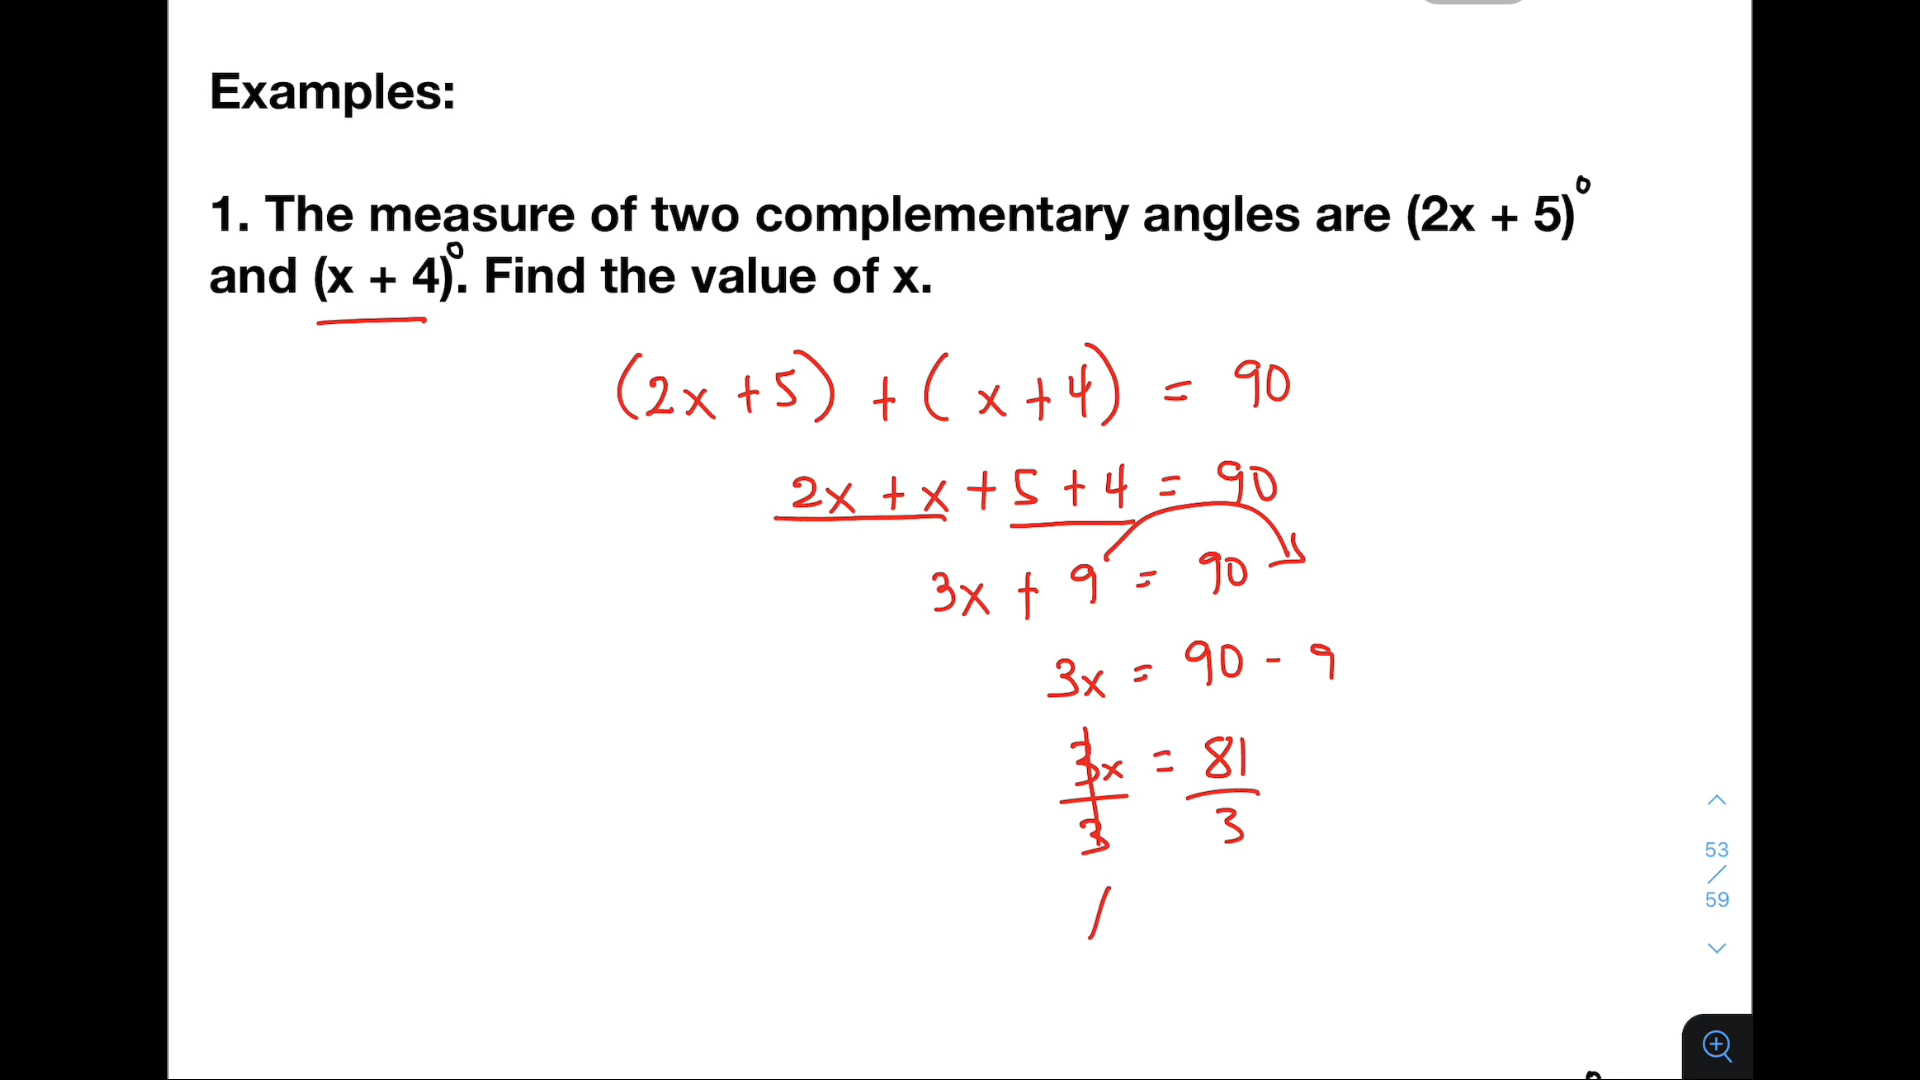 Examples:
1. The measure of two complementary angles are (2x + 5)°
and (x + 4)°. Find the value of x.
(2x + 5) + (x + 4) = 90
2x + x + 5 + 4 = 90
3x + 9 = 90
3x = 90 - 9
3x = 81
3 3
53
/
59